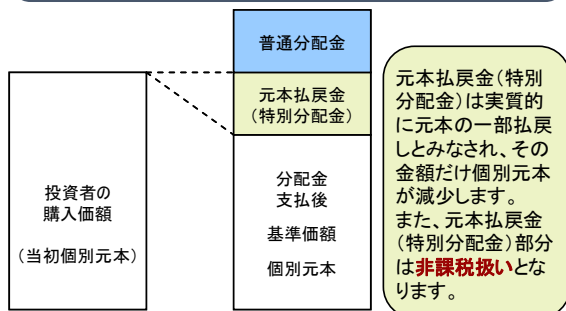 普通分配金
元本払戻金
(特別分配金)
投資者の
購入価額
(当初個別元本)
分配金
支払後
基準価額
個別元本
元本払戻金(特別
分配金)は実質的
に元本の一部払戻
しとみなされ、その
金額だけ個別元本
が減少します。
また、元本払戻金
(特別分配金)部分
は非課税扱いとな
ります。